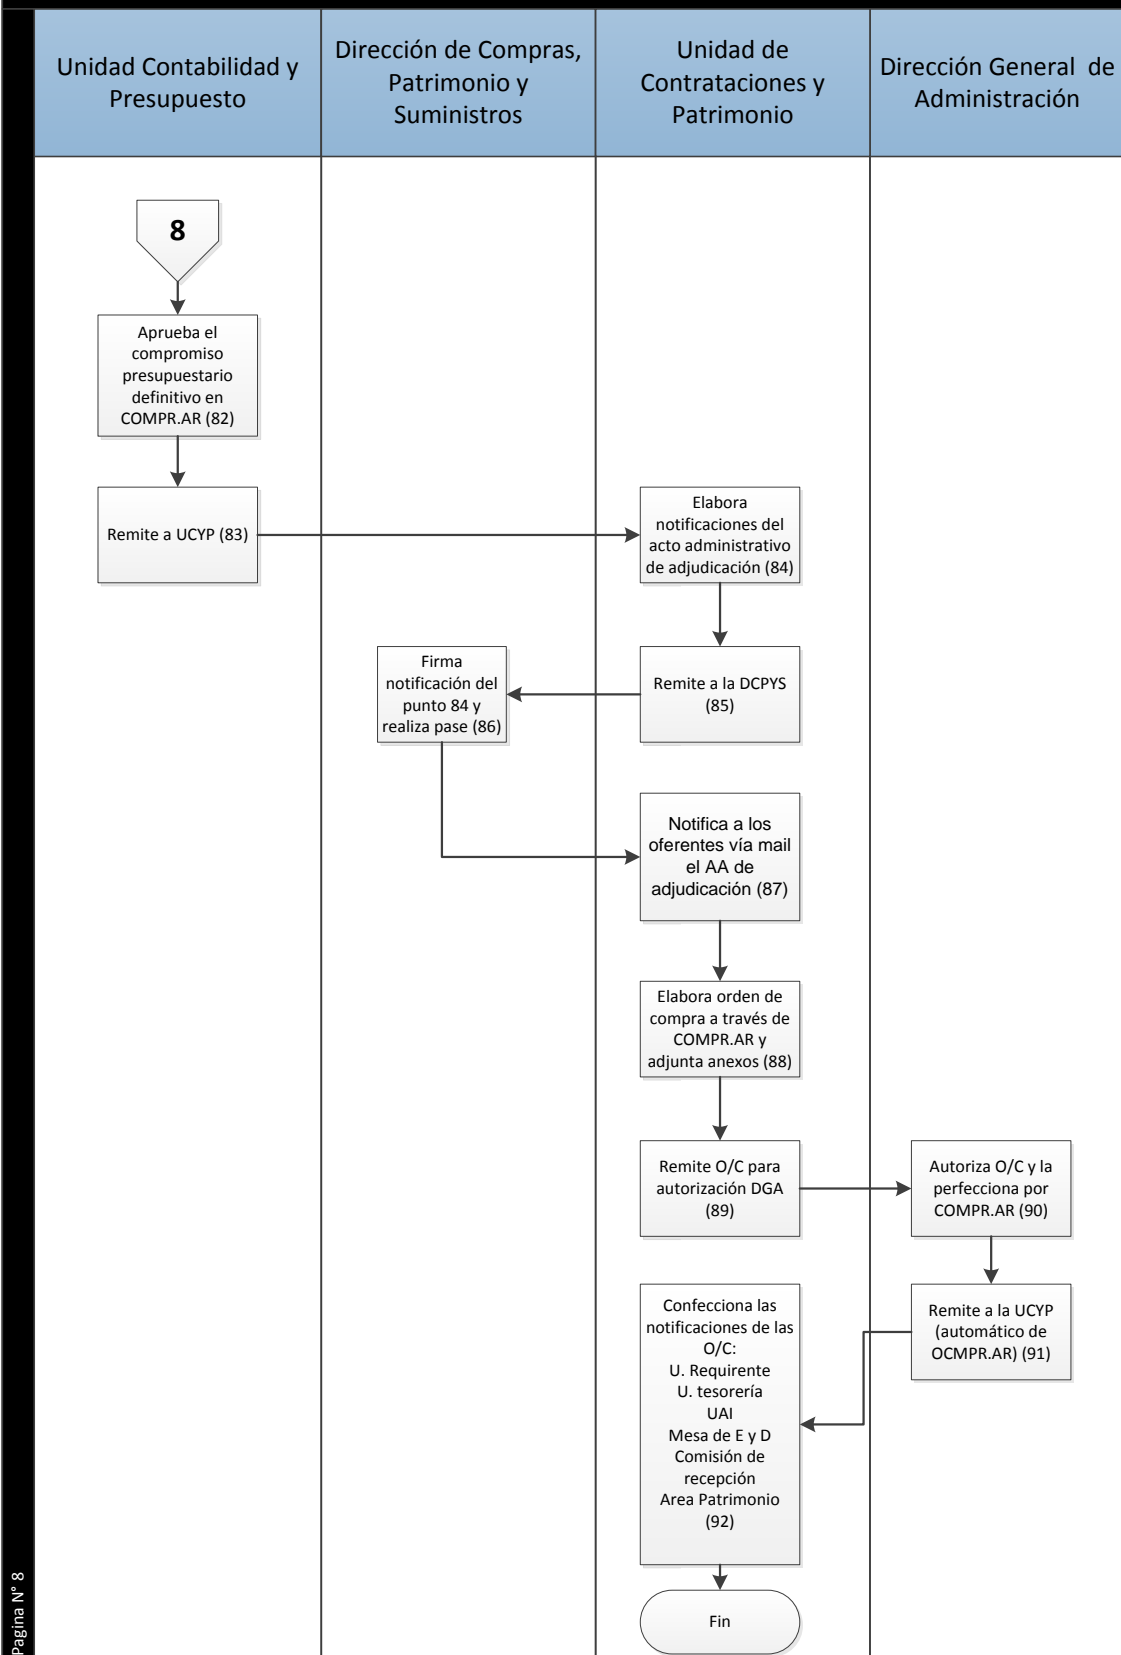 Unidad Contabilidad y
Presupuesto
Dirección de Compras,
Patrimonio y
Suministros
Unidad de
Contrataciones y
Patrimonio
Dirección General de
Administración
8
Aprueba el
compromiso
presupuestario
definitivo en
COMPR.AR (82)
Remite a UCYP (83)
Elabora
notificaciones del
acto administrativo
de adjudicación (84)
Remite a la DCPYS
(85)
Firma
notificación del
punto 84 y
realiza pase (86)
Notifica a los
oferentes vía mail
el AA de
adjudicación (87)
Elabora orden de
compra a través de
COMPR.AR y
adjunta anexos (88)
Remite O/C para
autorización DGA
(89)
Autoriza O/C y la
perfecciona por
COMPR.AR (90)
Remite a la UCYP
(automático de
OCMPR.AR) (91)
Confecciona las
notificaciones de las
O/C:
U. Requirente
U. tesorería
UAI
Mesa de E y D
Comisión de
recepción
Area Patrimonio
(92)
Fin
Pagina N° 8